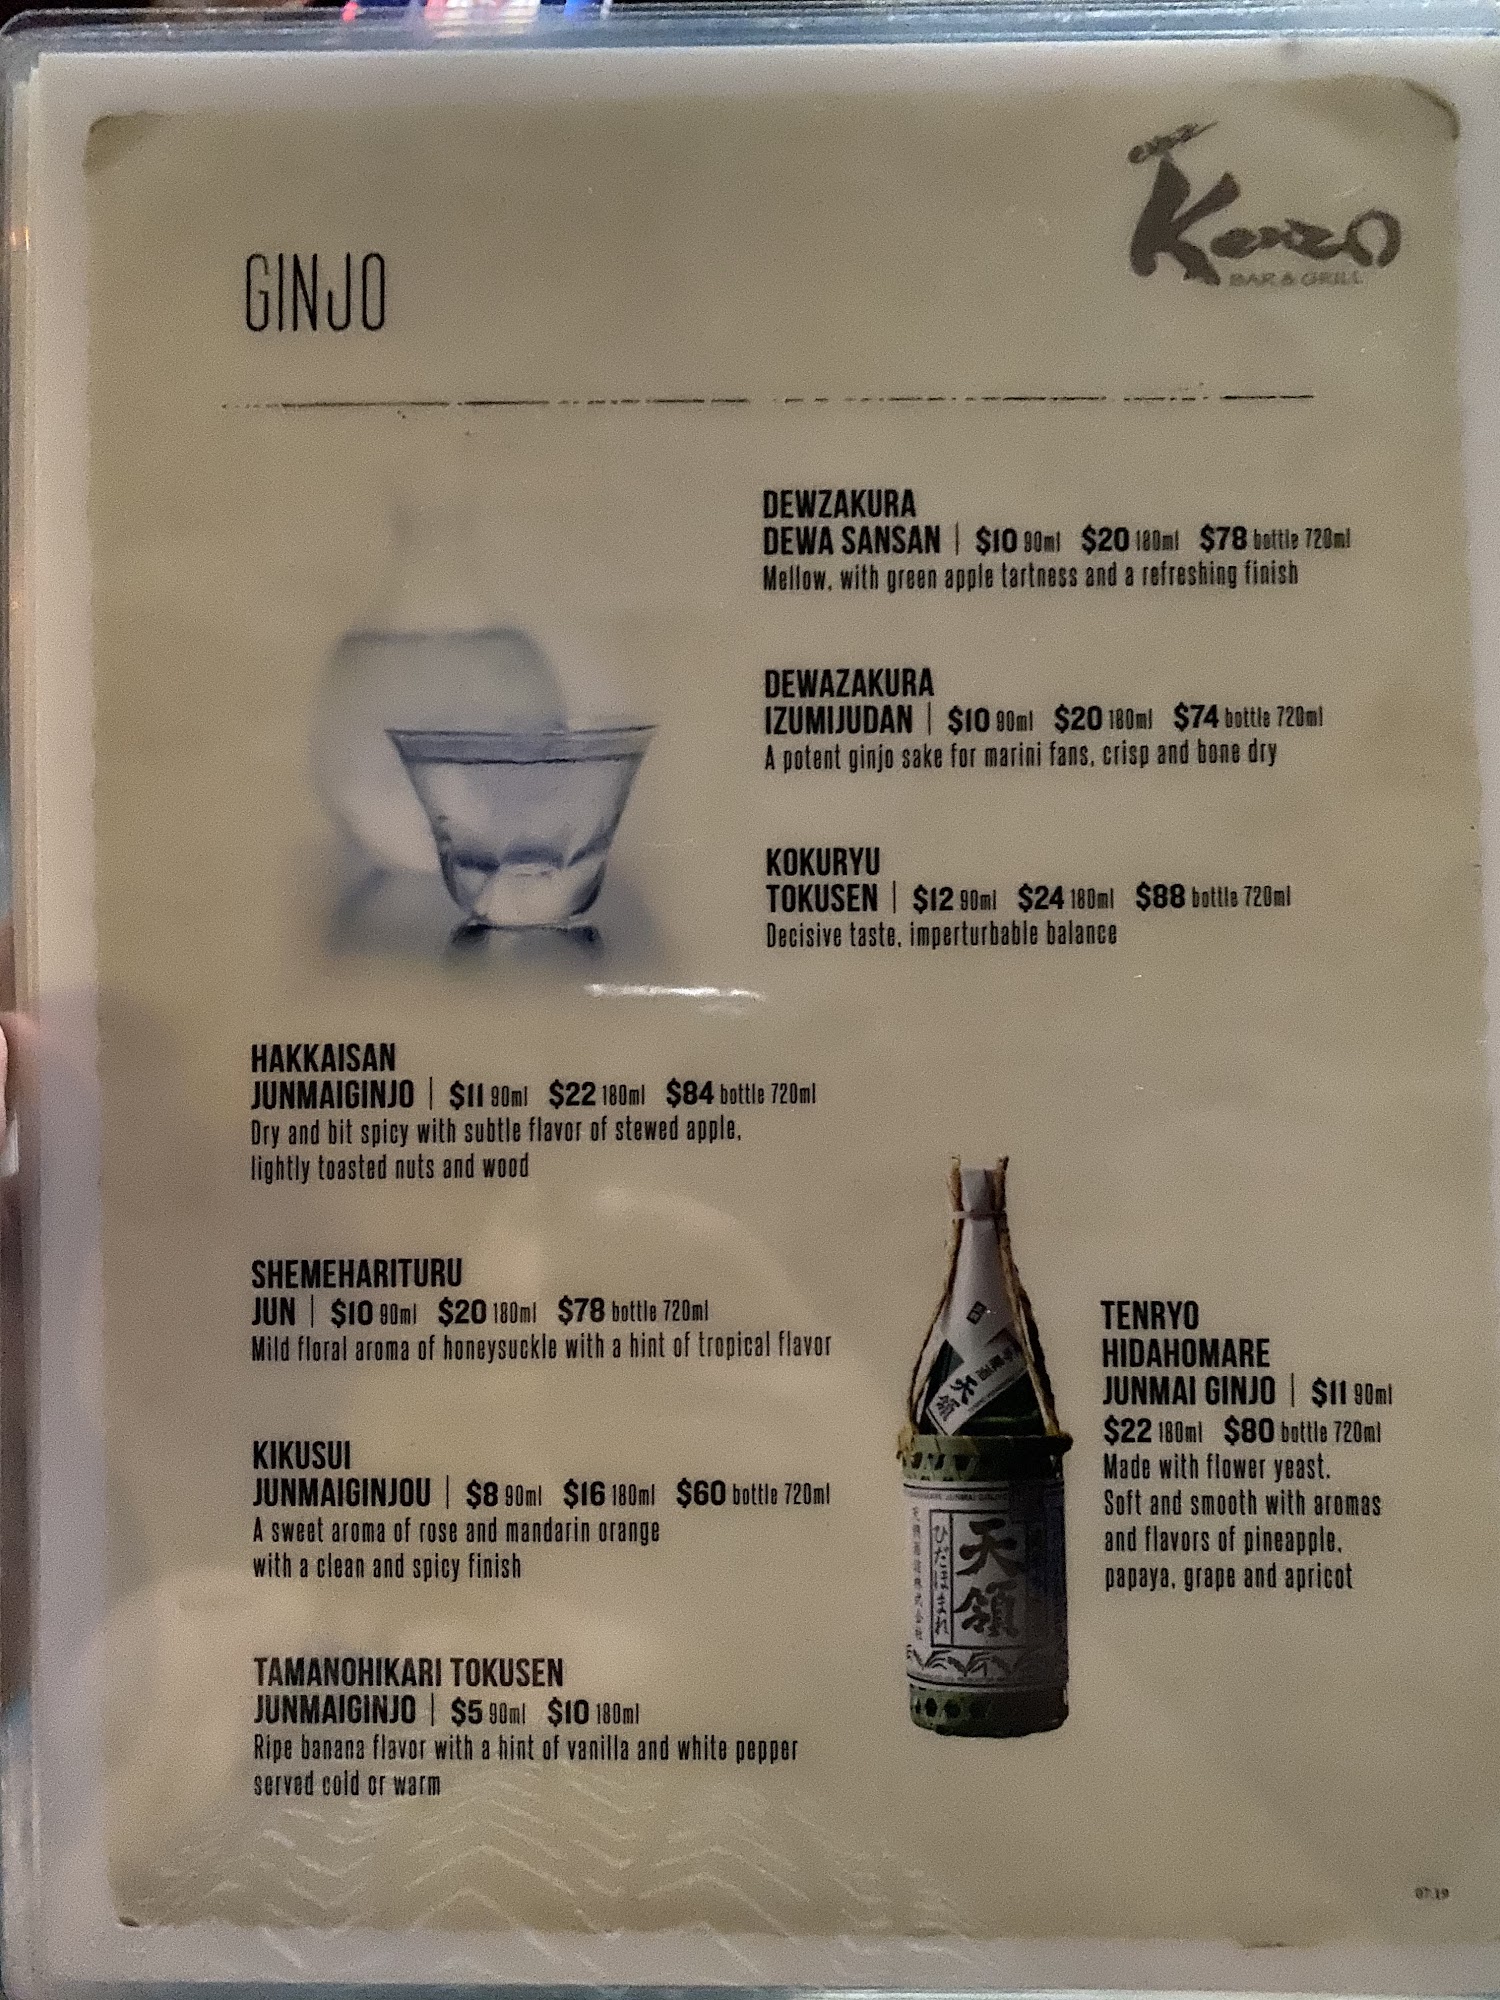 Kenzo
BAR & GRILL
GINJO
DEWZAKURA
DEWA SANSAN | $10 90ml $20 180ml $78 bottle 720ml
Mellow, with green apple tartness and a refreshing finish
DEWAZAKURA
IZUMIJUDAN | $10 90ml $20 180ml $74 bottle 720ml
A potent ginjo sake for marini fans, crisp and bone dry
KOKURYU
TOKUSEN | $12 90ml $24 180ml $88 bottle 720ml
Decisive taste, imperturbable balance
HAKKAISAN
JUNMAIGINJO | $11 90ml $22 180ml $84 bottle 720ml
Dry and bit spicy with subtle flavor of stewed apple,
lightly toasted nuts and wood
SHEMEHARITURU
JUN | $10 90ml $20 180ml $78 bottle 720ml
Mild floral aroma of honeysuckle with a hint of tropical flavor
KIKUSUI
JUNMAIGINJOU | $8 90ml $16 180ml $60 bottle 720ml
A sweet aroma of rose and mandarin orange
with a clean and spicy finish
TAMANOHIKARI TOKUSEN
JUNMAIGINJO | $5 90ml $10 180ml
Ripe banana flavor with a hint of vanilla and white pepper
served cold or warm
天領
天領
ひだほまれ
TENRYO
HIDAHOMARE
JUNMAI GINJO | $11 90ml
$22 180ml $80 bottle 720ml
Made with flower yeast.
Soft and smooth with aromas
and flavors of pineapple,
papaya, grape and apricot
07.19